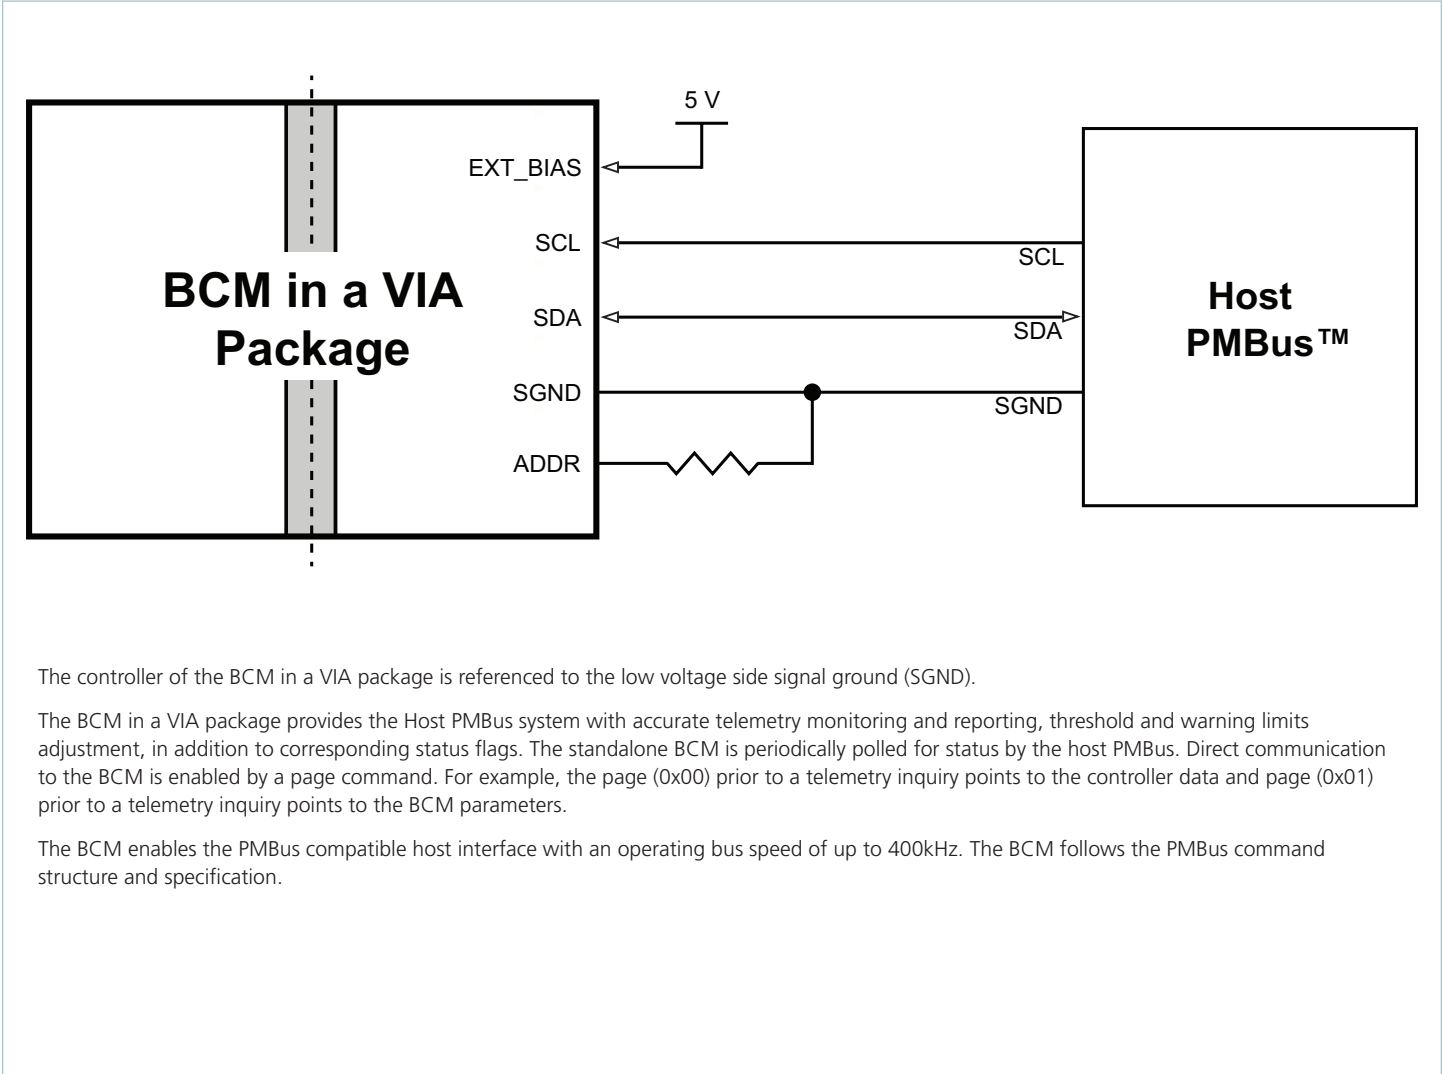 5 V
EXT_BIAS
SCL
SCL
BCM in a VIA
Package
Host
PMBus™
SDA
SDA
SGND
SGND
ADDR
The controller of the BCM in a VIA package is referenced to the low voltage side signal ground (SGND).
The BCM in a VIA package provides the Host PMBus system with accurate telemetry monitoring and reporting, threshold and warning limits
adjustment, in addition to corresponding status flags. The standalone BCM is periodically polled for status by the host PMBus. Direct communication
to the BCM is enabled by a page command. For example, the page (0x00) prior to a telemetry inquiry points to the controller data and page (0x01)
prior to a telemetry inquiry points to the BCM parameters.
The BCM enables the PMBus compatible host interface with an operating bus speed of up to 400kHz. The BCM follows the PMBus command
structure and specification.